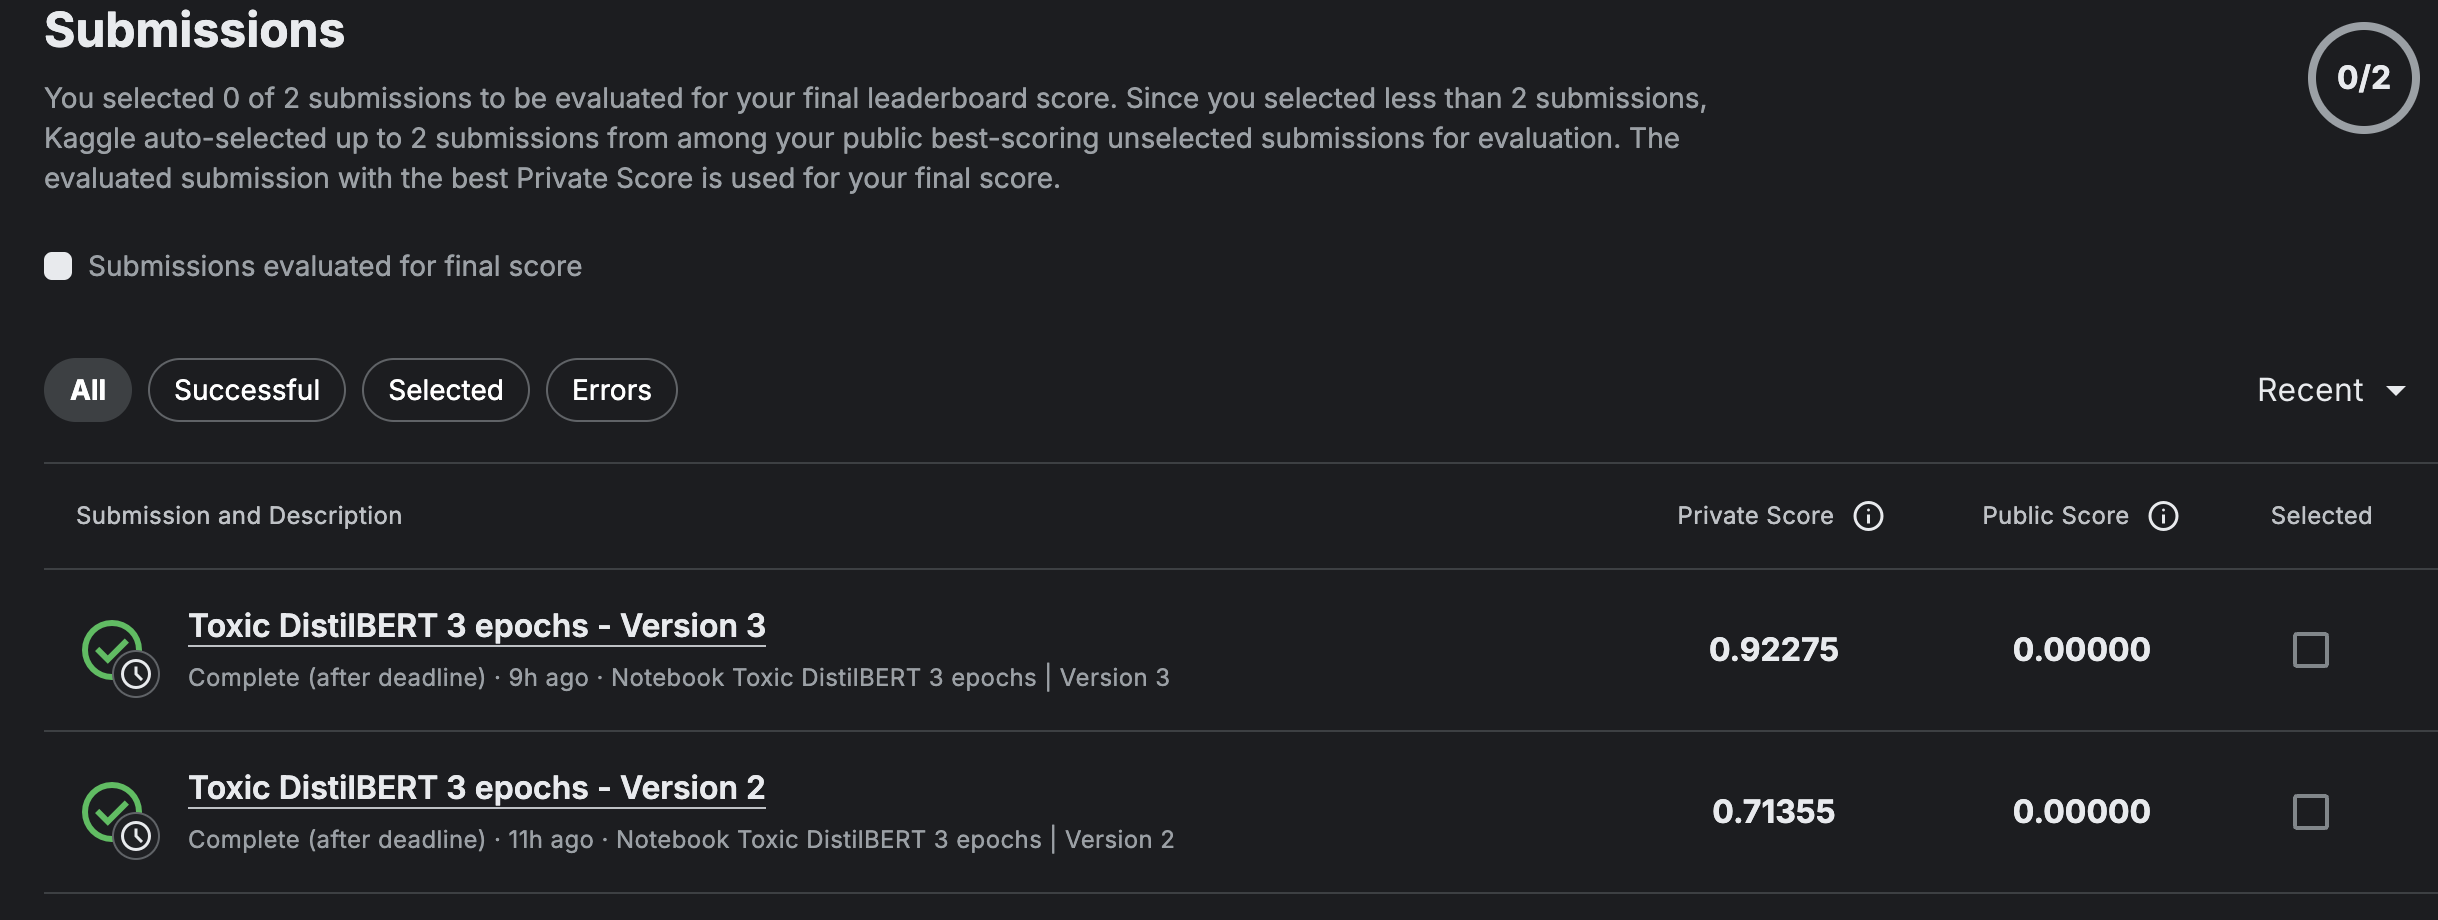 Submissions
0/2
You selected 0 of 2 submissions to be evaluated for your final leaderboard score. Since you selected less than 2 submissions,
Kaggle auto-selected up to 2 submissions from among your public best-scoring unselected submissions for evaluation. The
evaluated submission with the best Private Score is used for your final score.
Submissions evaluated for final score
All Successful Selected Errors Recent
Submission and Description Private Score Public Score Selected
Toxic DistilBERT 3 epochs - Version 3 0.92275 0.00000
Complete (after deadline) · 9h ago · Notebook Toxic DistilBERT 3 epochs | Version 3
Toxic DistilBERT 3 epochs - Version 2 0.71355 0.00000
Complete (after deadline) · 11h ago · Notebook Toxic DistilBERT 3 epochs | Version 2